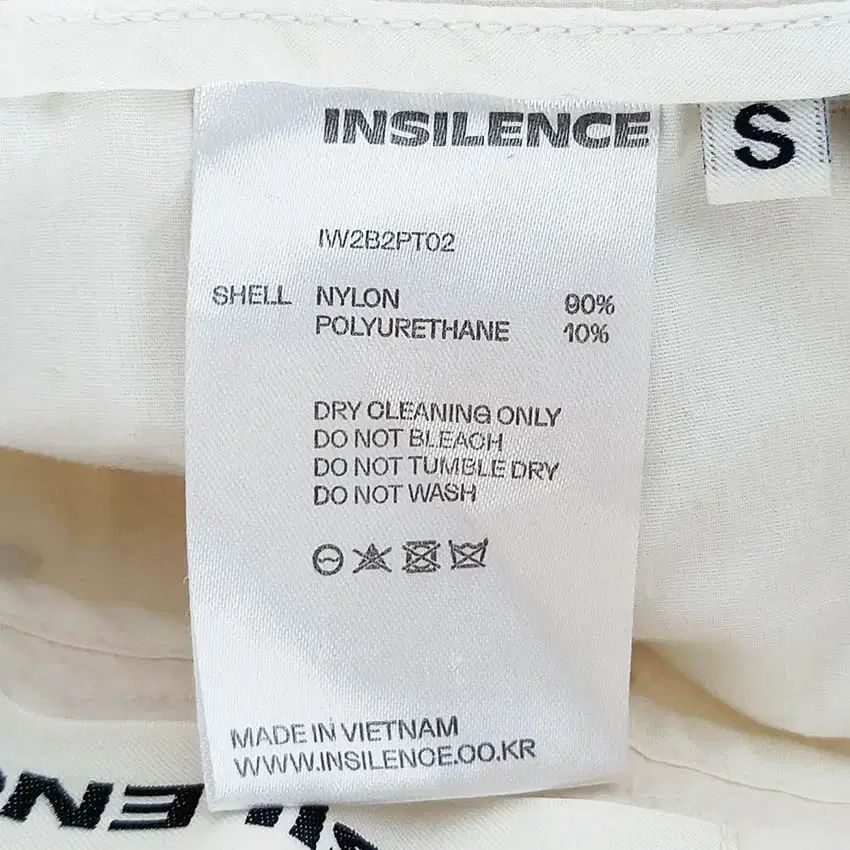 INSILENCE
S
IW2B2PT02
SHELL NYLON 90%
POLYURETHANE 10%
DRY CLEANING ONLY
DO NOT BLEACH
DO NOT TUMBLE DRY
DO NOT WASH
MADE IN VIETNAM
WWW.INSILENCE.CO.KR